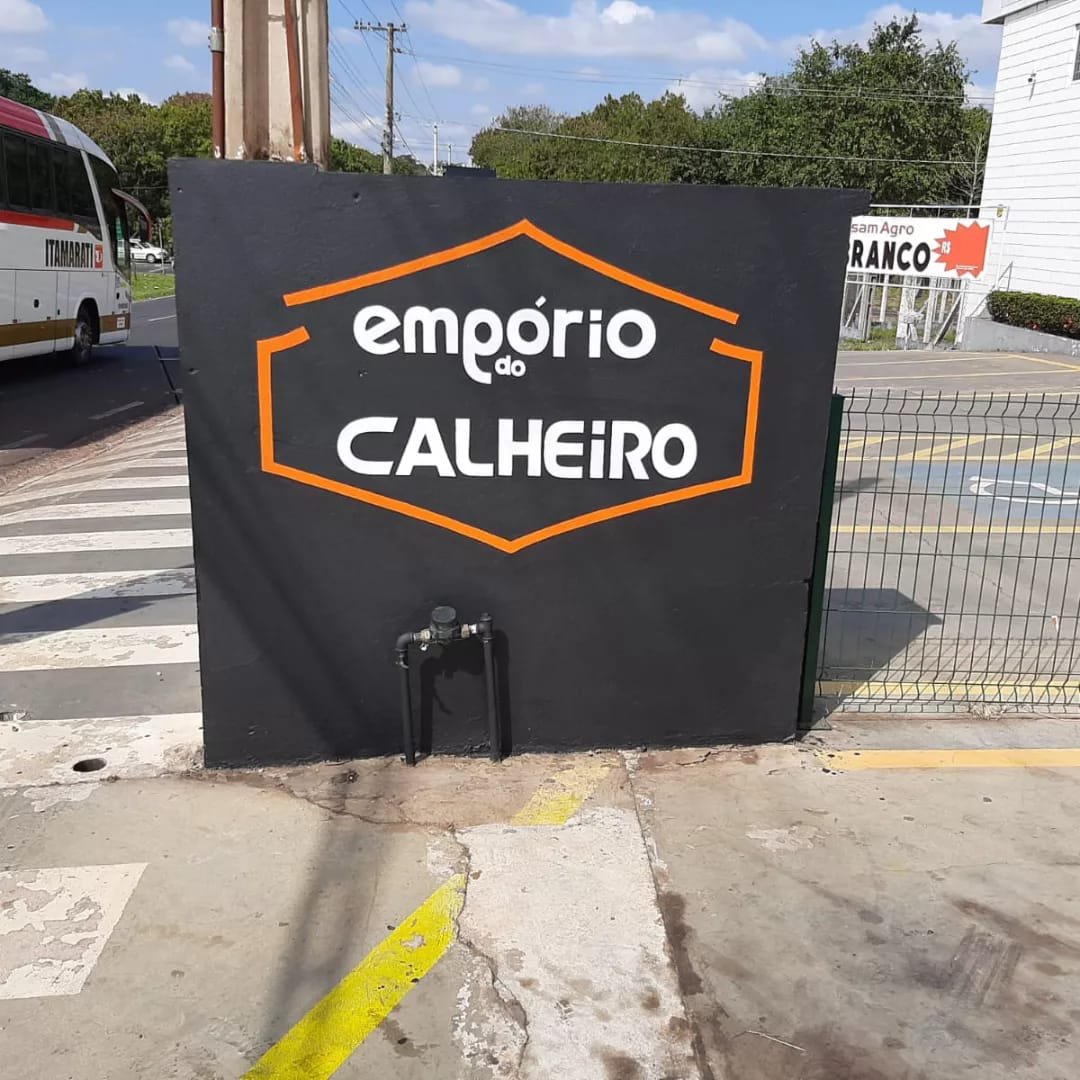 ITAMARATI
sam Agro
RANCO R$
empório
do
CALHEiRO